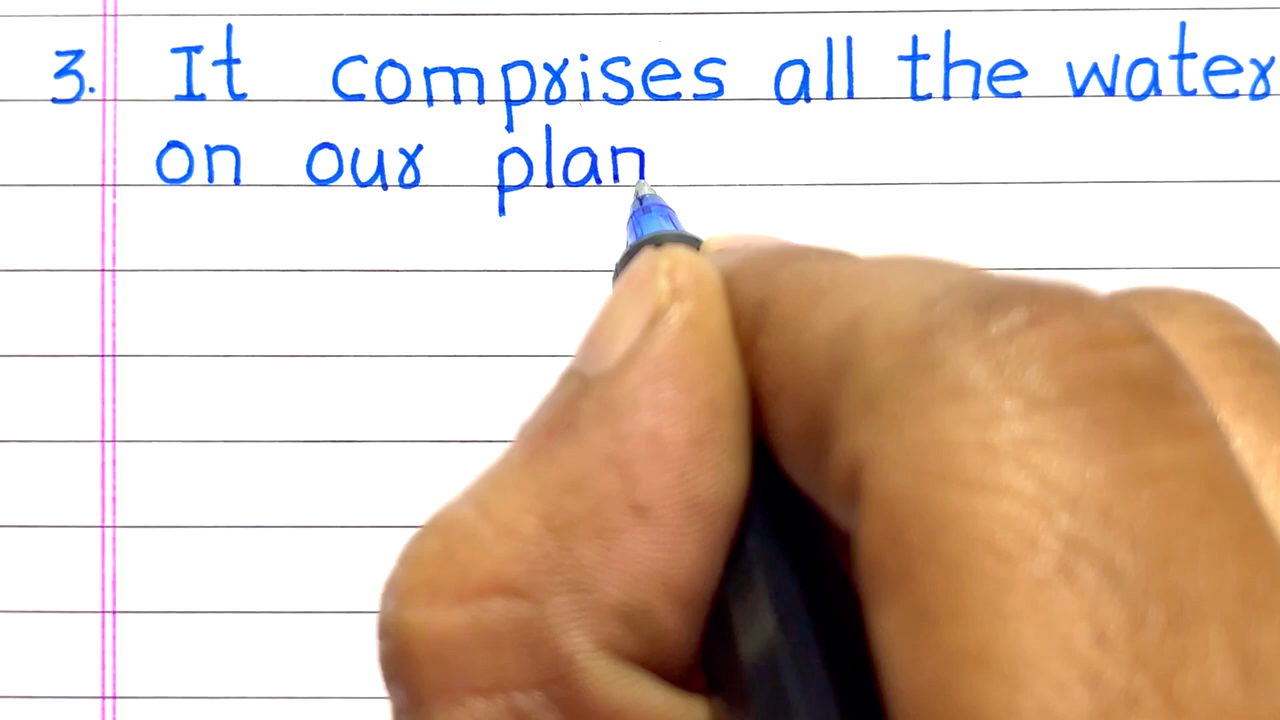 3. It comprises all the water
on our plan